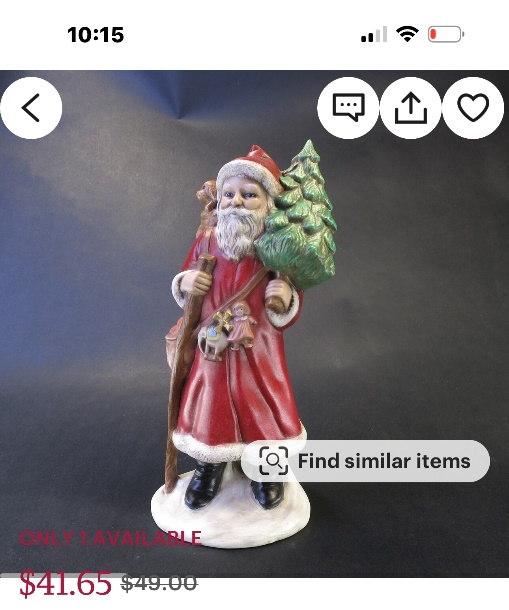 10:15
Find similar items
ONLY 1 AVAILABLE
$41.65 $49.00